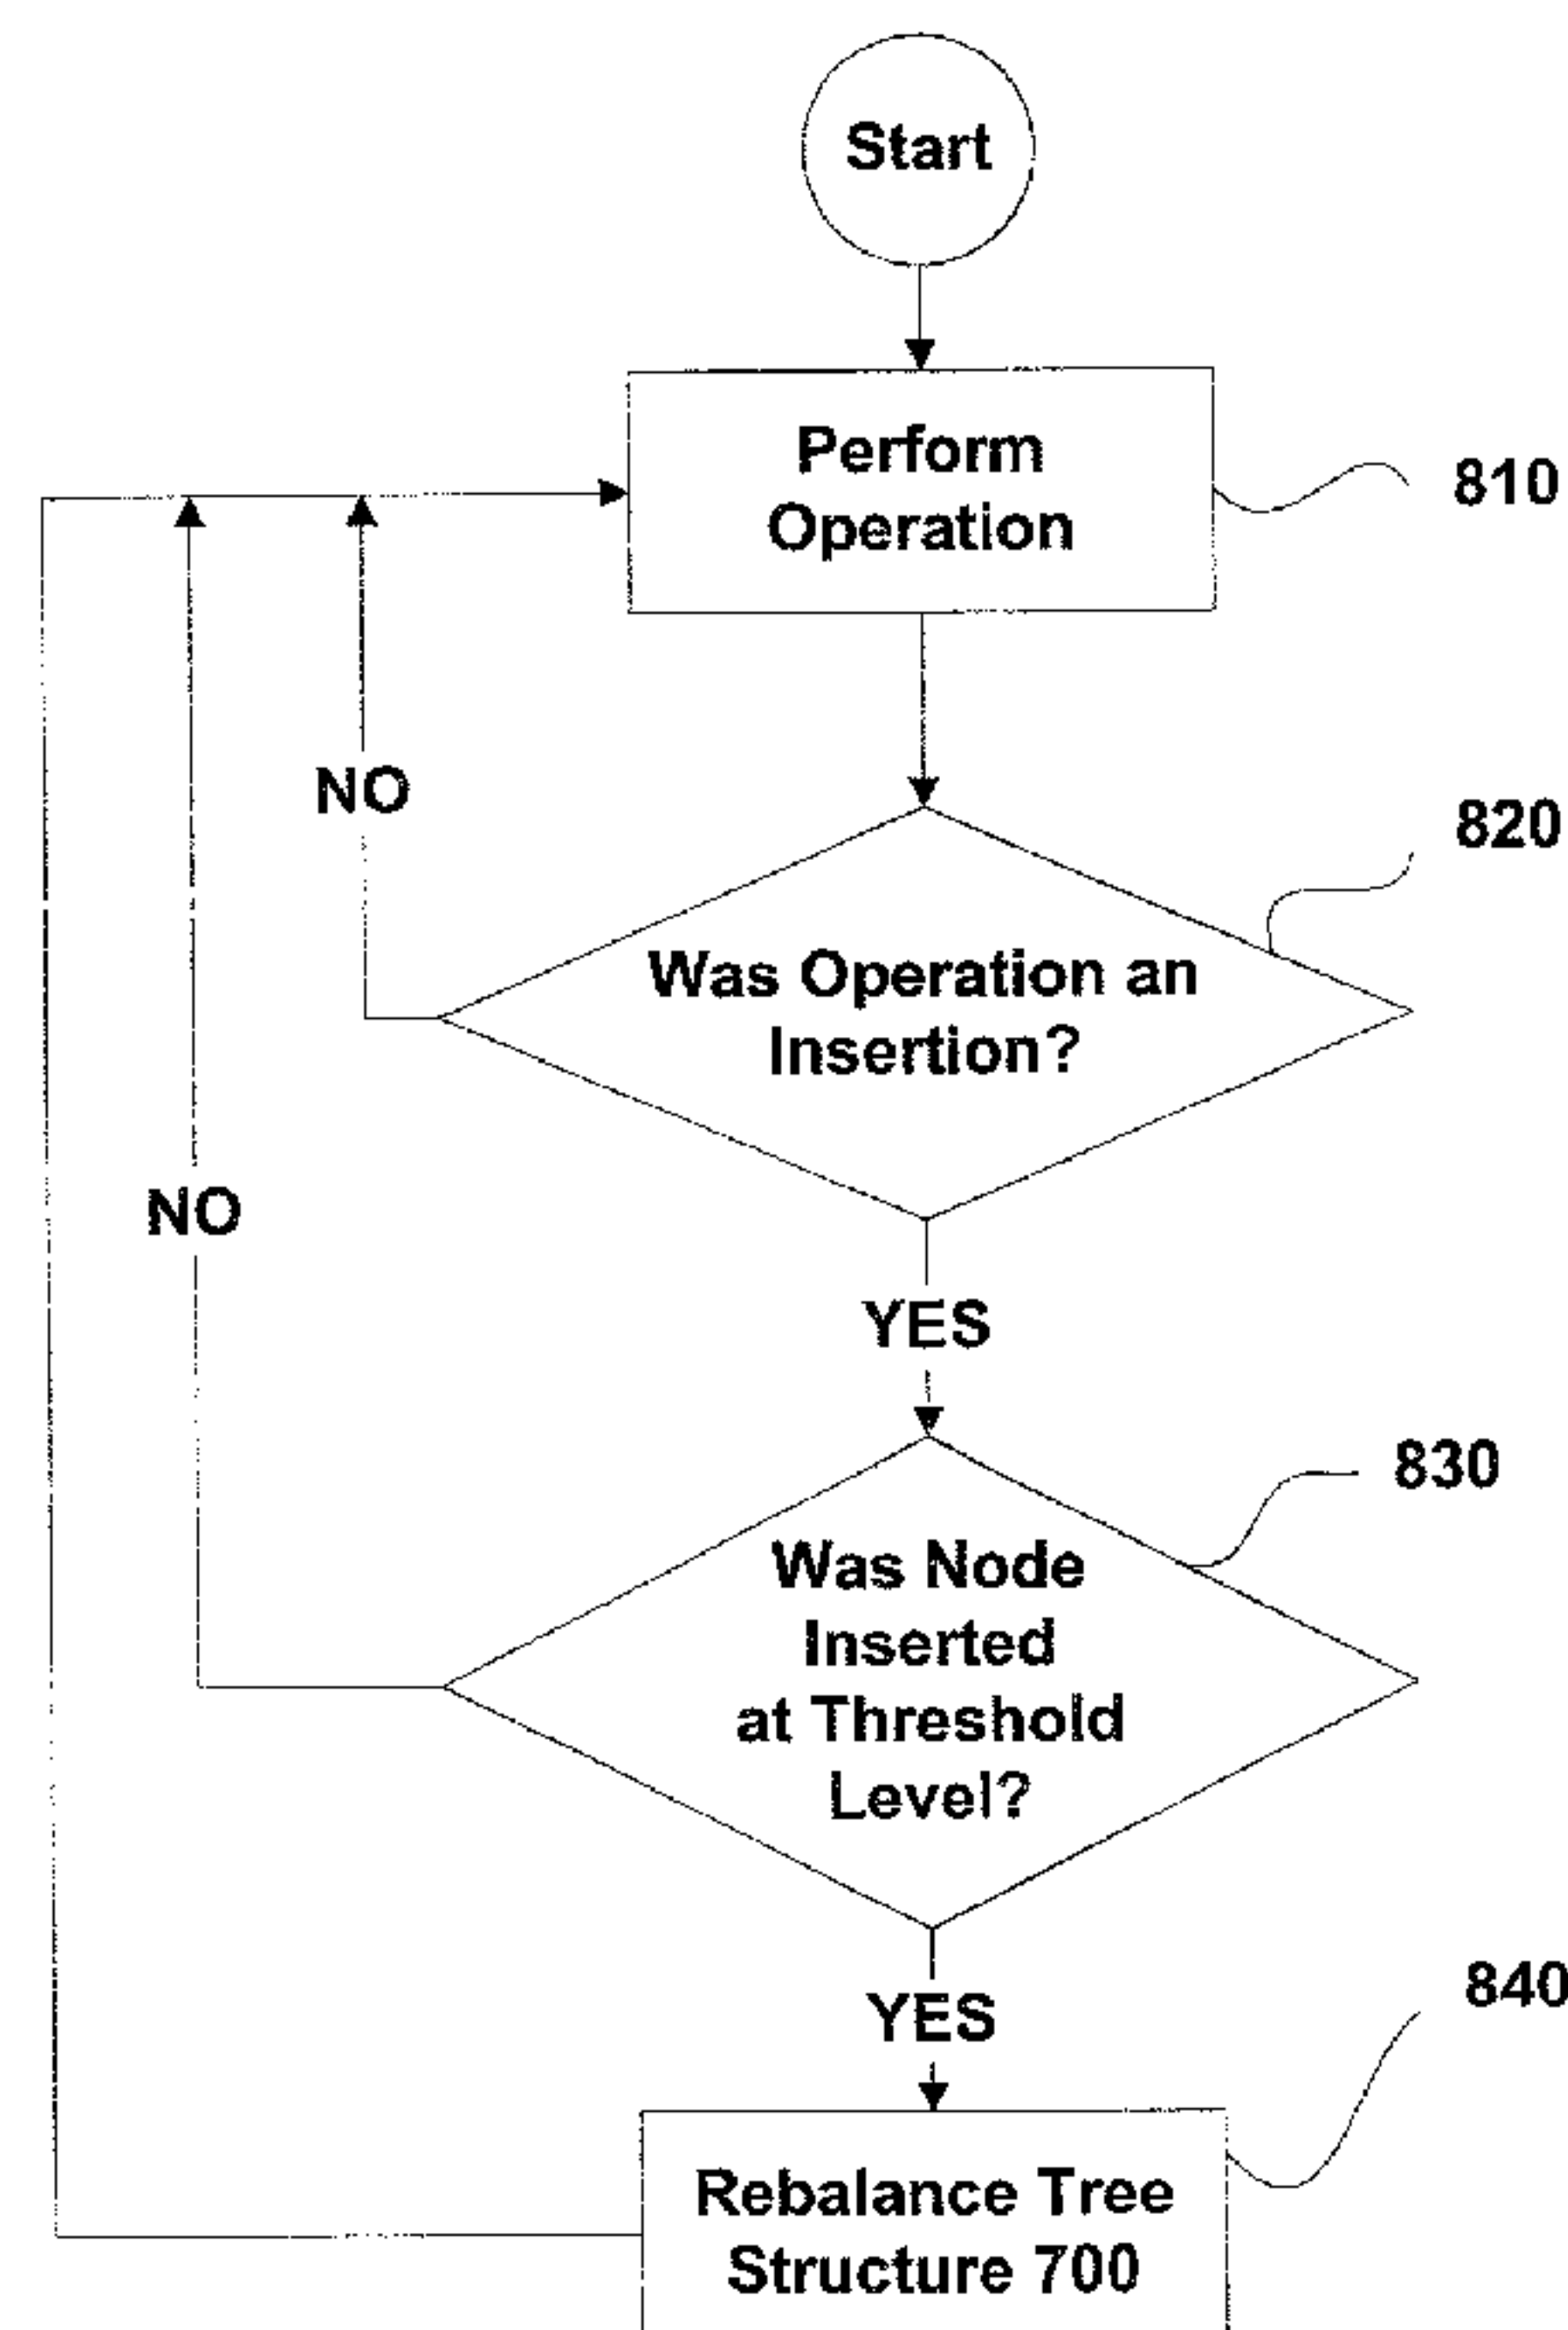 Start
Perform
Operation
810
NO
820
Was Operation an
Insertion?
NO
YES
830
Was Node
Inserted
at Threshold
Level?
YES
840
Rebalance Tree
Structure 700